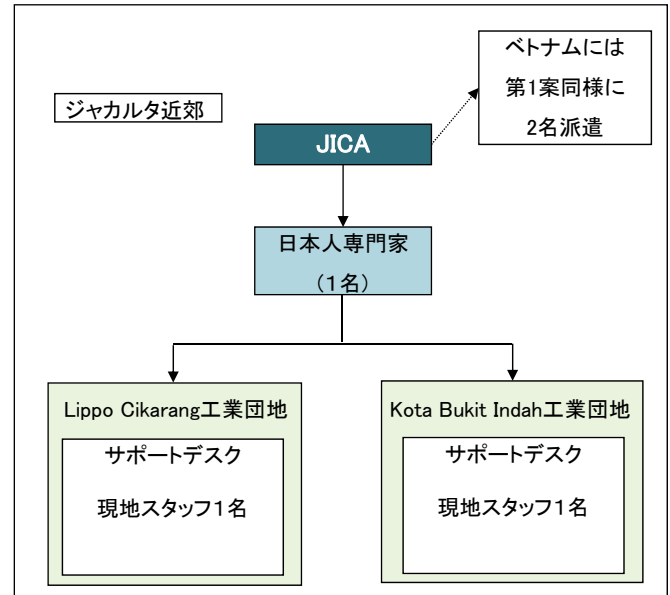 ベトナムには
第1案同様に
2名派遣
ジャカルタ近郊
JICA
日本人専門家
(１名)
Lippo Cikarang工業団地
サポートデスク
現地スタッフ１名
Kota Bukit Indah工業団地
サポートデスク
現地スタッフ１名